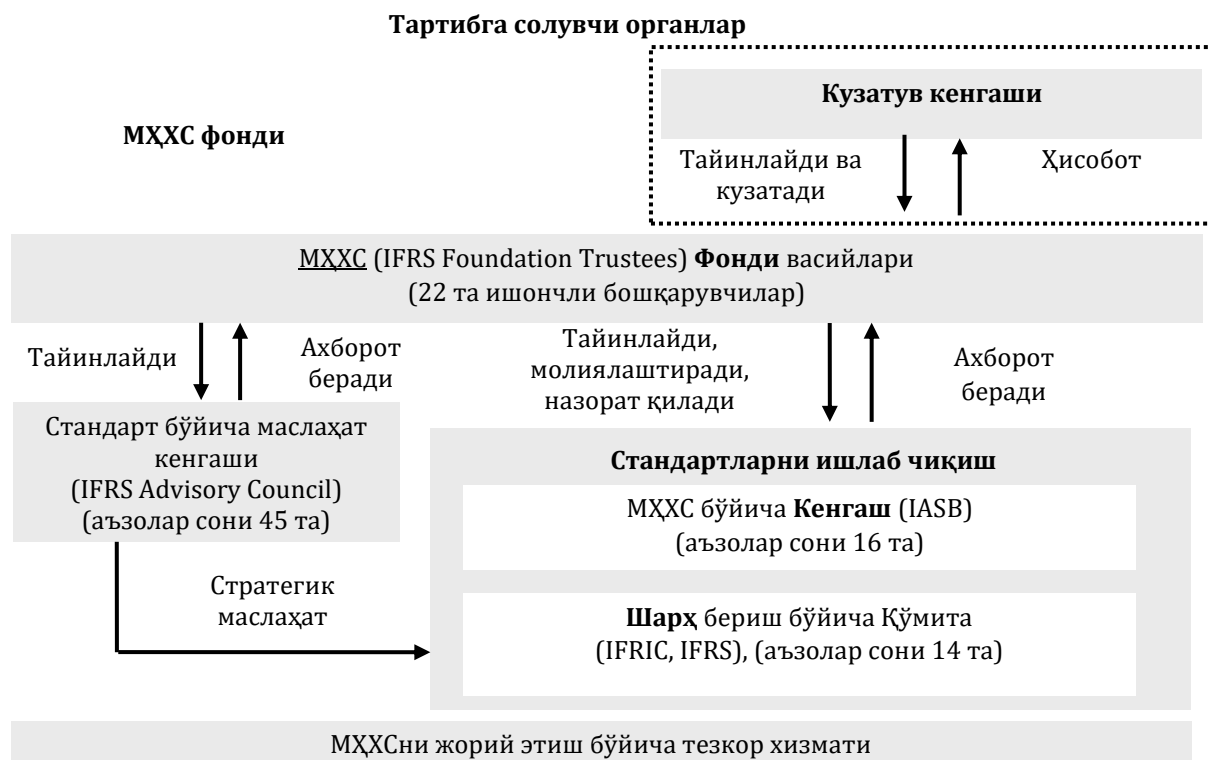 Тартибга солувчи органлар
Кузатув кенгаши
МҲХС фонди
Тайинлайди ва
кузатади
Ҳисобот
МҲХС (IFRS Foundation Trustees) Фонди васийлари
(22 та ишончли бошқарувчилар)
Тайинлайди
Ахборот
беради
Тайинлайди,
молиялаштиради,
назорат қилади
Ахборот
беради
Стандарт бўйича маслаҳат
кенгаши
(IFRS Advisory Council)
(аъзолар сони 45 та)
Стандартларни ишлаб чиқиш
МҲХС бўйича Кенгаш (IASB)
(аъзолар сони 16 та)
Стратегик
маслаҳат
Шарҳ бериш бўйича Қўмита
(IFRIC, IFRS), (аъзолар сони 14 та)
МҲХСни жорий этиш бўйича тезкор хизмати